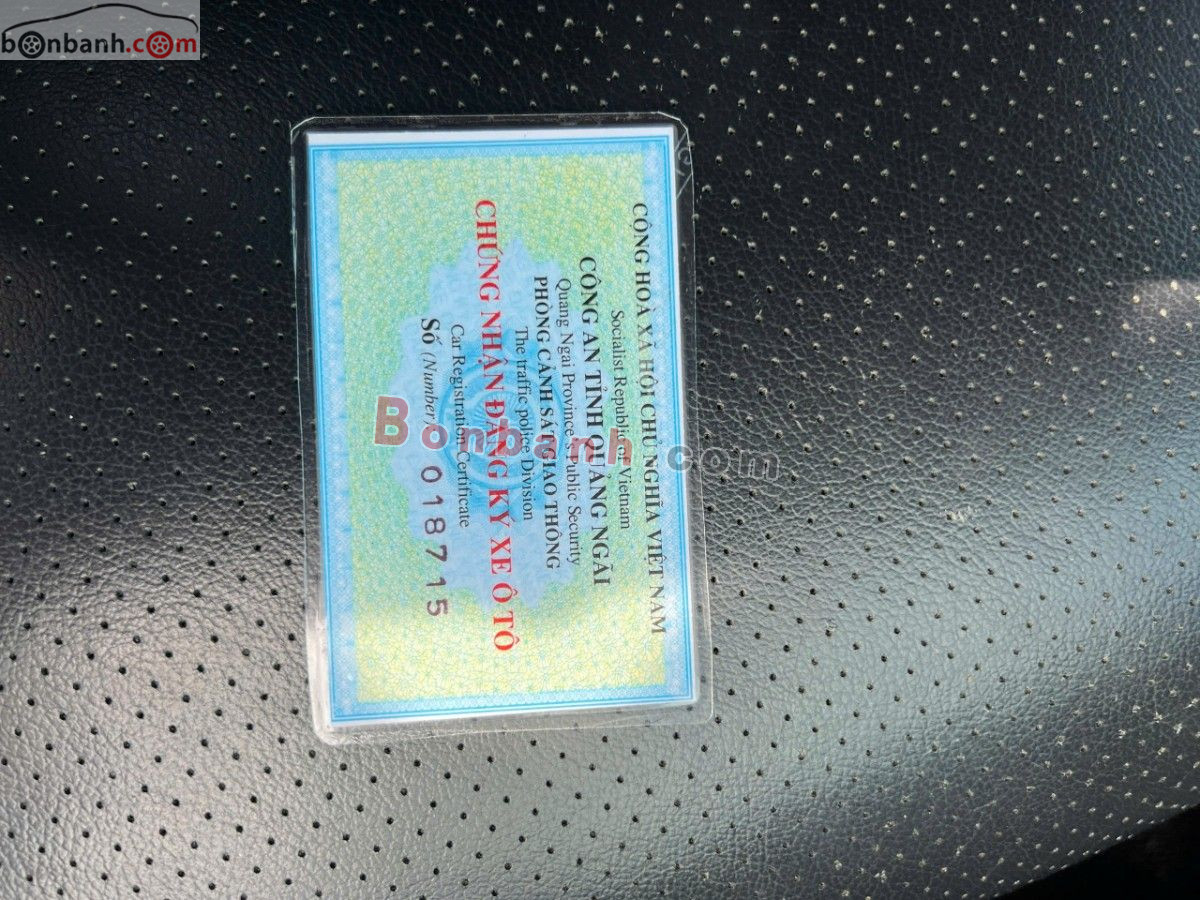 bonbanh.com
CỘNG HOÀ XÃ HỘI CHỦ NGHĨA VIỆT NAM
Socialist Republic of Vietnam
CÔNG AN TỈNH QUẢNG NGÃI
Quang Ngai Province's Public Security
PHÒNG CẢNH SÁT GIAO THÔNG
The traffic police Division
CHỨNG NHẬN ĐĂNG KÝ XE Ô TÔ
Car Registration Certificate
Số (Number) 018715
Bonbanh.com